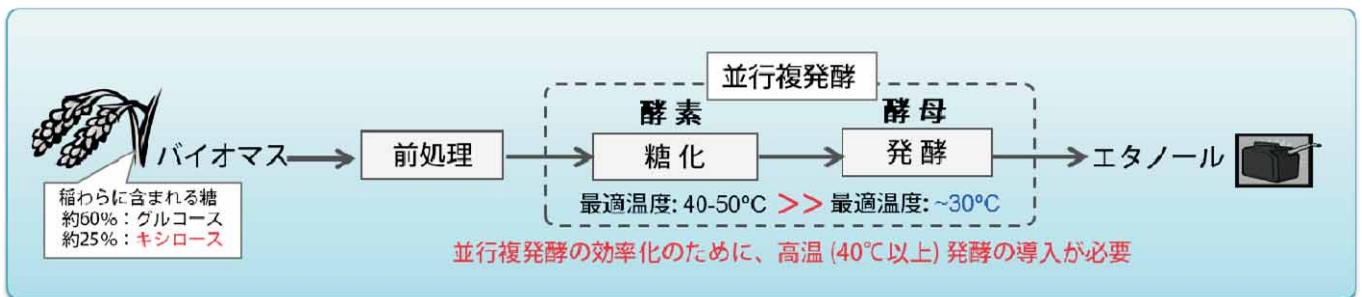 並行複発酵
酵素
酵母
バイオマス
前処理
糖化
発酵
エタノール
稲わらに含まれる糖
約60%：グルコース
約25%：キシロース
最適温度: 40-50℃ >> 最適温度: ~30℃
並行複発酵の効率化のために、高温 (40℃以上) 発酵の導入が必要